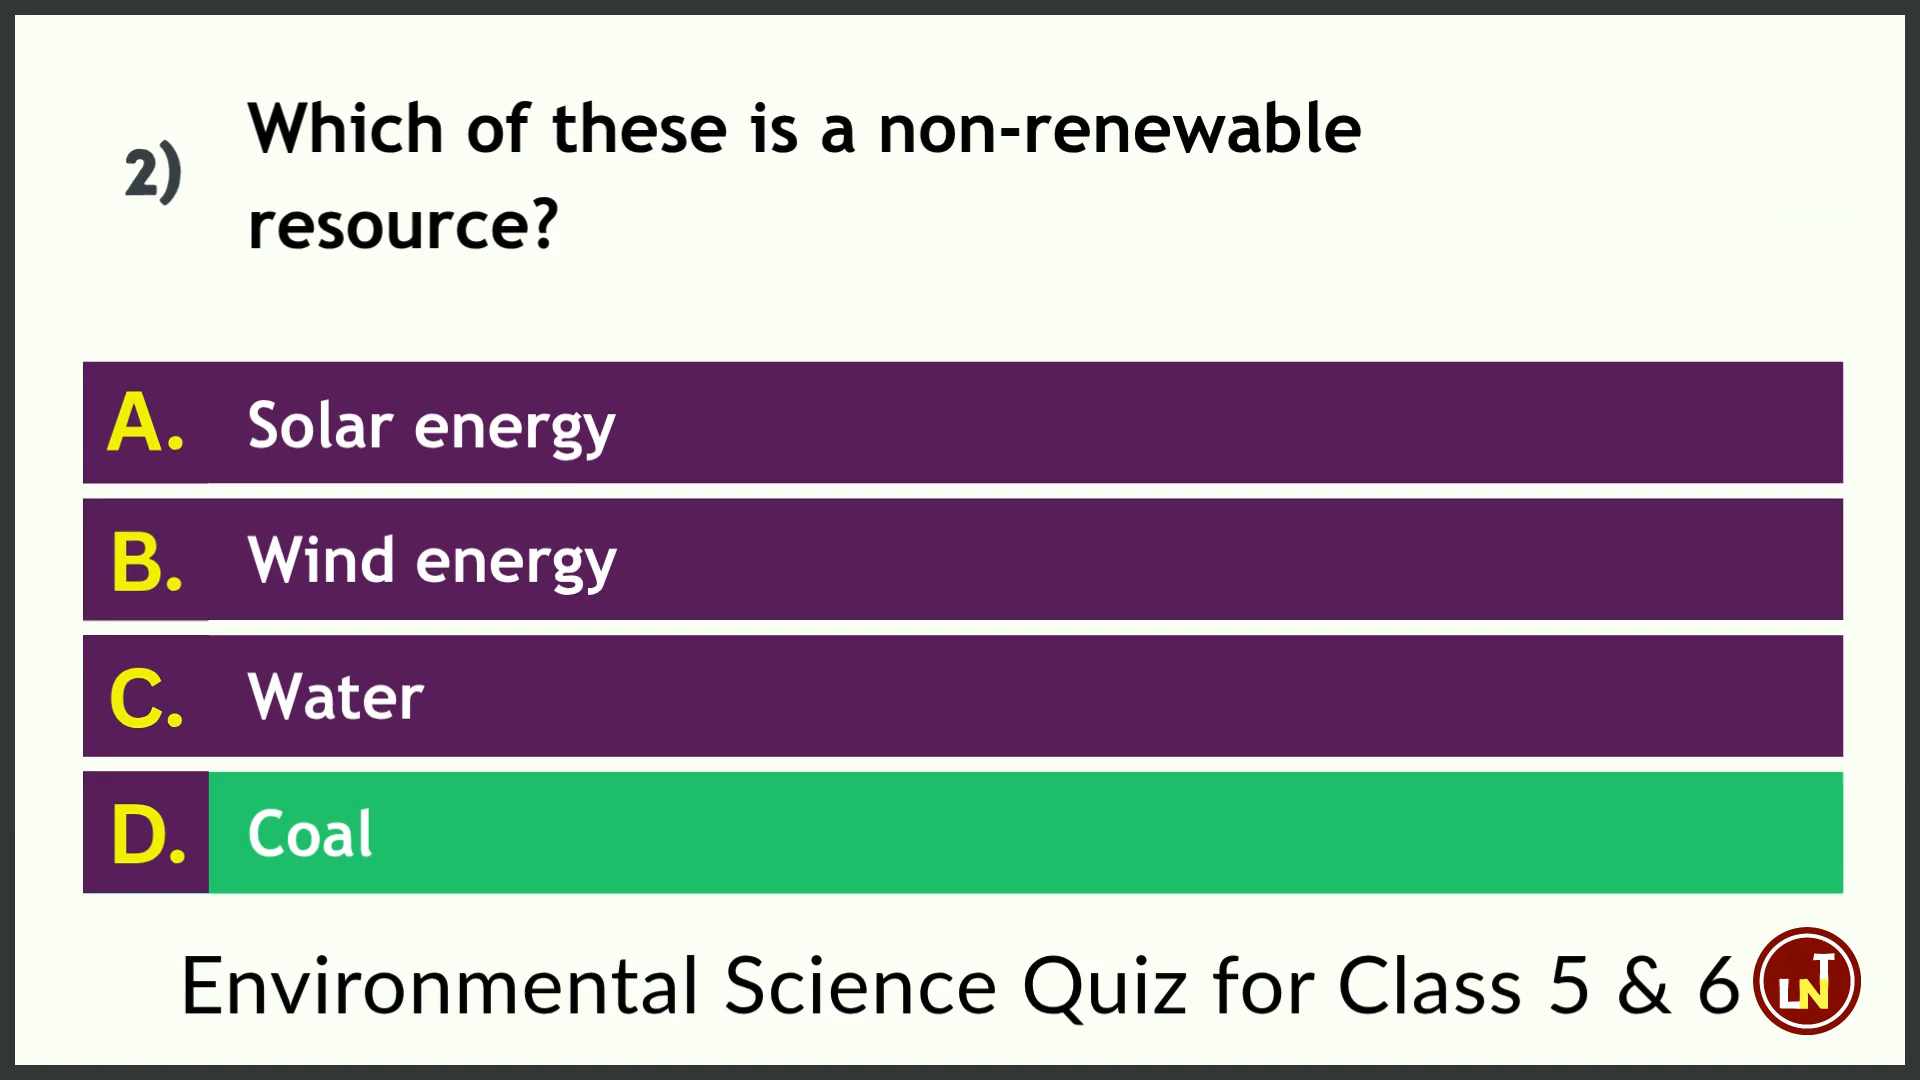 2)
Which of these is a non-renewable
resource?
A. Solar energy
B. Wind energy
C. Water
D. Coal
Environmental Science Quiz for Class 5 & 6
LNT